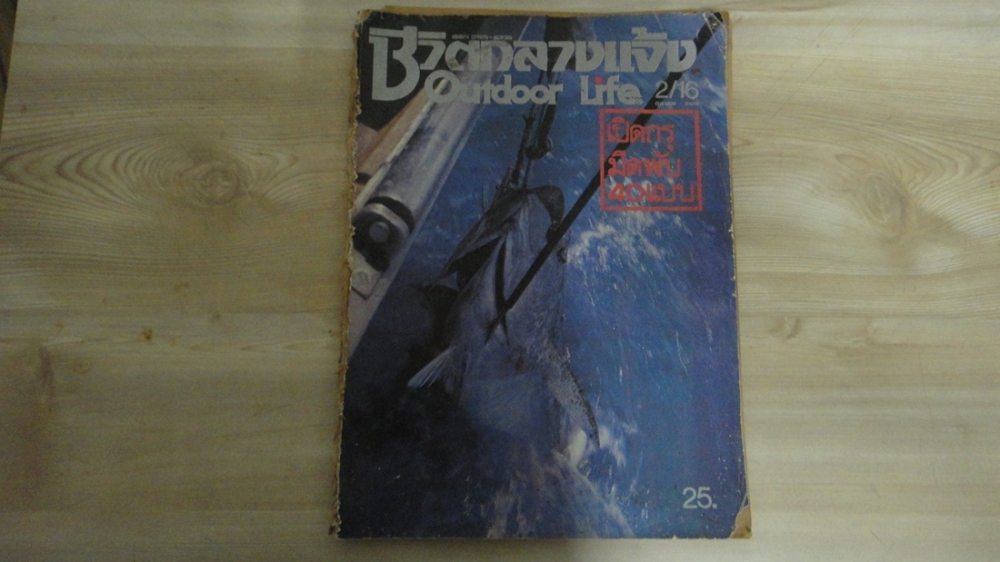 ชีวิตกลางแจ้ง
Outdoor Life
2/16
เปิดกรุ
มีดพับ
40แบบ
25.